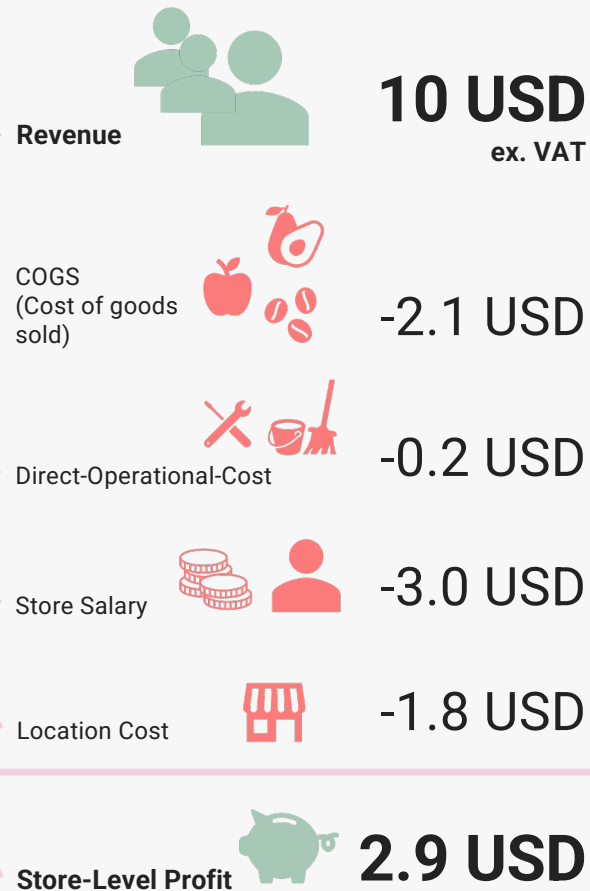 Revenue
10 USD
ex. VAT
COGS
(Cost of goods
sold)
-2.1 USD
Direct-Operational-Cost
-0.2 USD
Store Salary
-3.0 USD
Location Cost
-1.8 USD
Store-Level Profit
2.9 USD